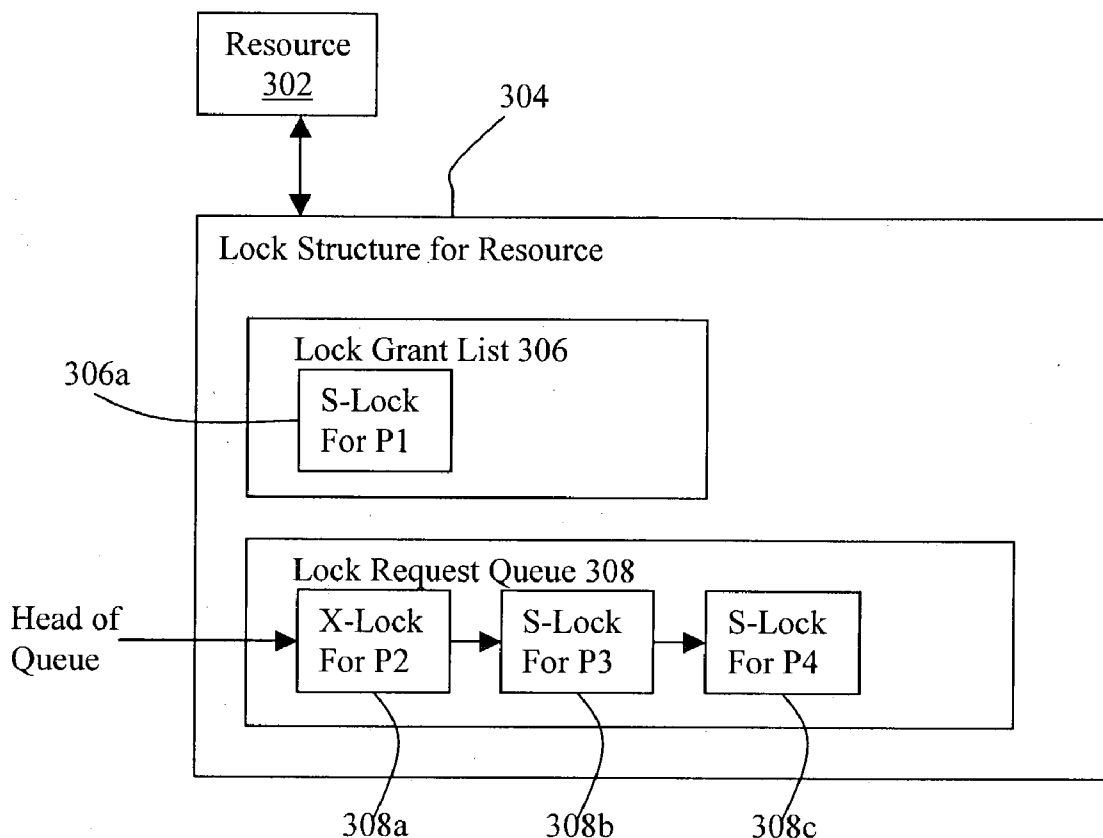 Resource
302
304
Lock Structure for Resource
Lock Grant List 306
306a
S-Lock
For P1
Lock Request Queue 308
Head of
Queue
X-Lock
For P2
S-Lock
For P3
S-Lock
For P4
308a
308b
308c